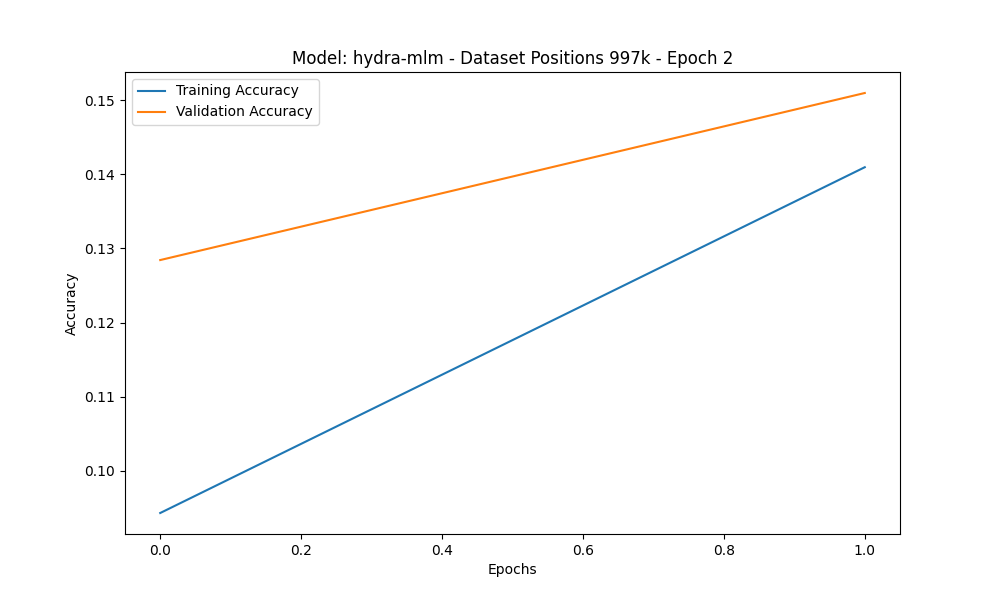 Model: hydra-mlm - Dataset Positions 997k - Epoch 2
Training Accuracy
Validation Accuracy
0.15
0.14
0.13
0.12
0.11
0.10
Accuracy
0.0 0.2 0.4 0.6 0.8 1.0
Epochs